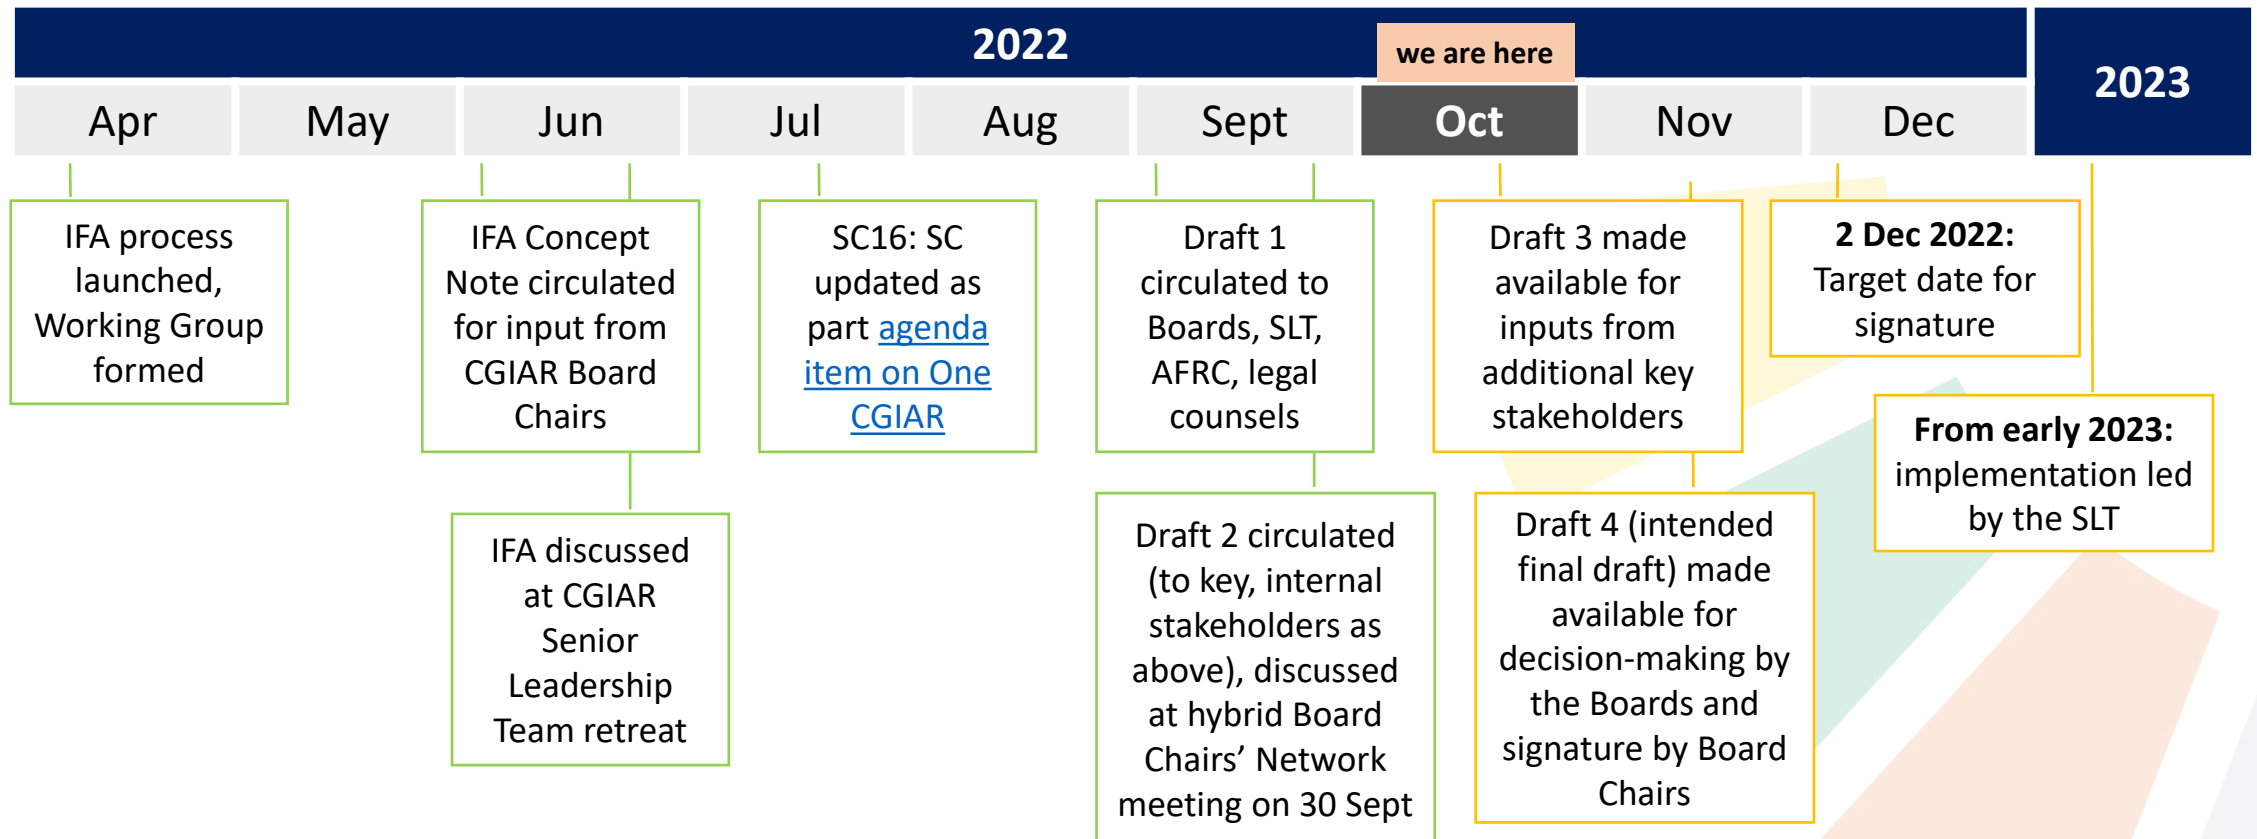 2022
we are here
2023
Apr
May
Jun
Jul
Aug
Sept
Oct
Nov
Dec
IFA process
launched,
Working Group
formed
IFA Concept
Note circulated
for input from
CGIAR Board
Chairs
IFA discussed
at CGIAR
Senior
Leadership
Team retreat
SC16: SC
updated as
part agenda
item on One
CGIAR
Draft 1
circulated to
Boards, SLT,
AFRC, legal
counsels
Draft 2 circulated
(to key, internal
stakeholders as
above), discussed
at hybrid Board
Chairs’ Network
meeting on 30 Sept
Draft 3 made
available for
inputs from
additional key
stakeholders
Draft 4 (intended
final draft) made
available for
decision-making by
the Boards and
signature by Board
Chairs
2 Dec 2022:
Target date for
signature
From early 2023:
implementation led
by the SLT